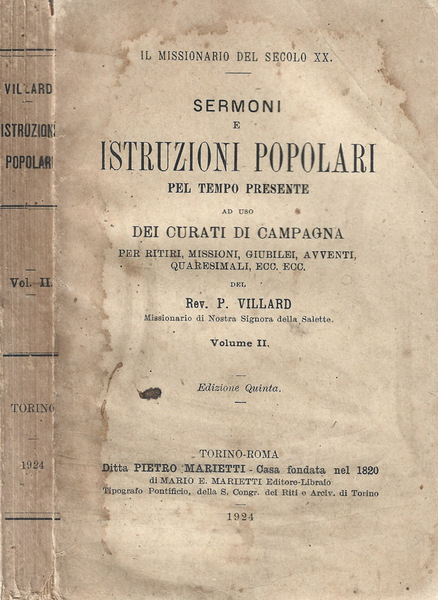 VILLARD
ISTRUZIONI
POPOLARI
Vol. II.
TORINO
1924
IL MISSIONARIO DEL SECOLO XX.
SERMONI
E
ISTRUZIONI POPOLARI
PEL TEMPO PRESENTE
AD USO
DEI CURATI DI CAMPAGNA
PER RITIRI, MISSIONI, GIUBILEI, AVVENTI,
QUARESIMALI, ECC. ECC.
DEL
Rev. P. VILLARD
Missionario di Nostra Signora della Salette.
Volume II.
Edizione Quinta.
TORINO-ROMA
Ditta PIETRO MARIETTI - Casa fondata nel 1820
di MARIO E. MARIETTI Editore-Libraio
Tipografo Pontificio, della S. Congr. dei Riti e Arciv. di Torino
1924